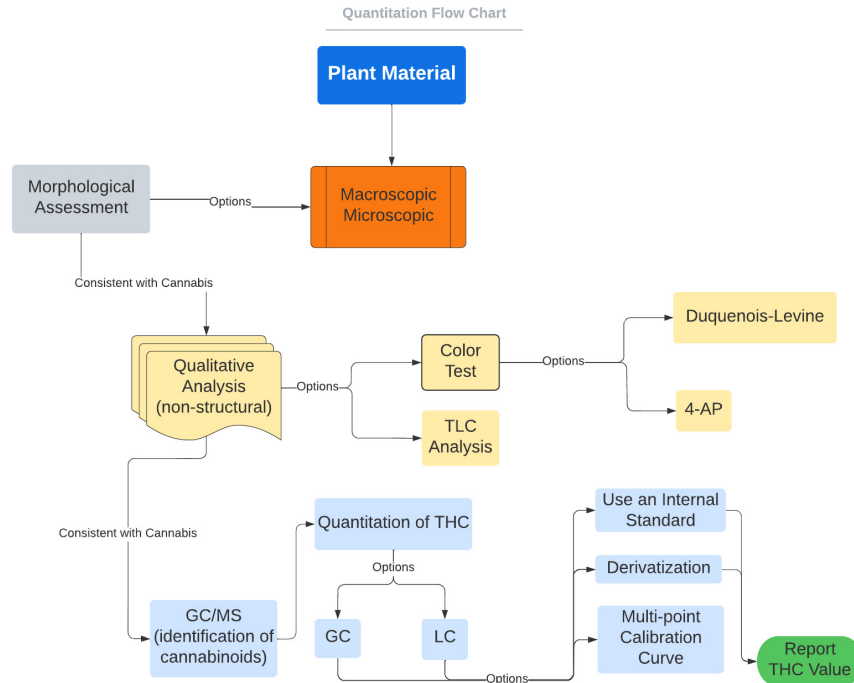 Quantitation Flow Chart
Plant Material
Morphological
Assessment
Options
Macroscopic
Microscopic
Consistent with Cannabis
Qualitative
Analysis
(non-structural)
Options
Color
Test
Options
Duquenois-Levine
4-AP
TLC
Analysis
Consistent with Cannabis
GC/MS
(identification of
cannabinoids)
Quantitation of THC
Options
GC
LC
Options
Use an Internal
Standard
Derivatization
Multi-point
Calibration
Curve
Report
THC Value